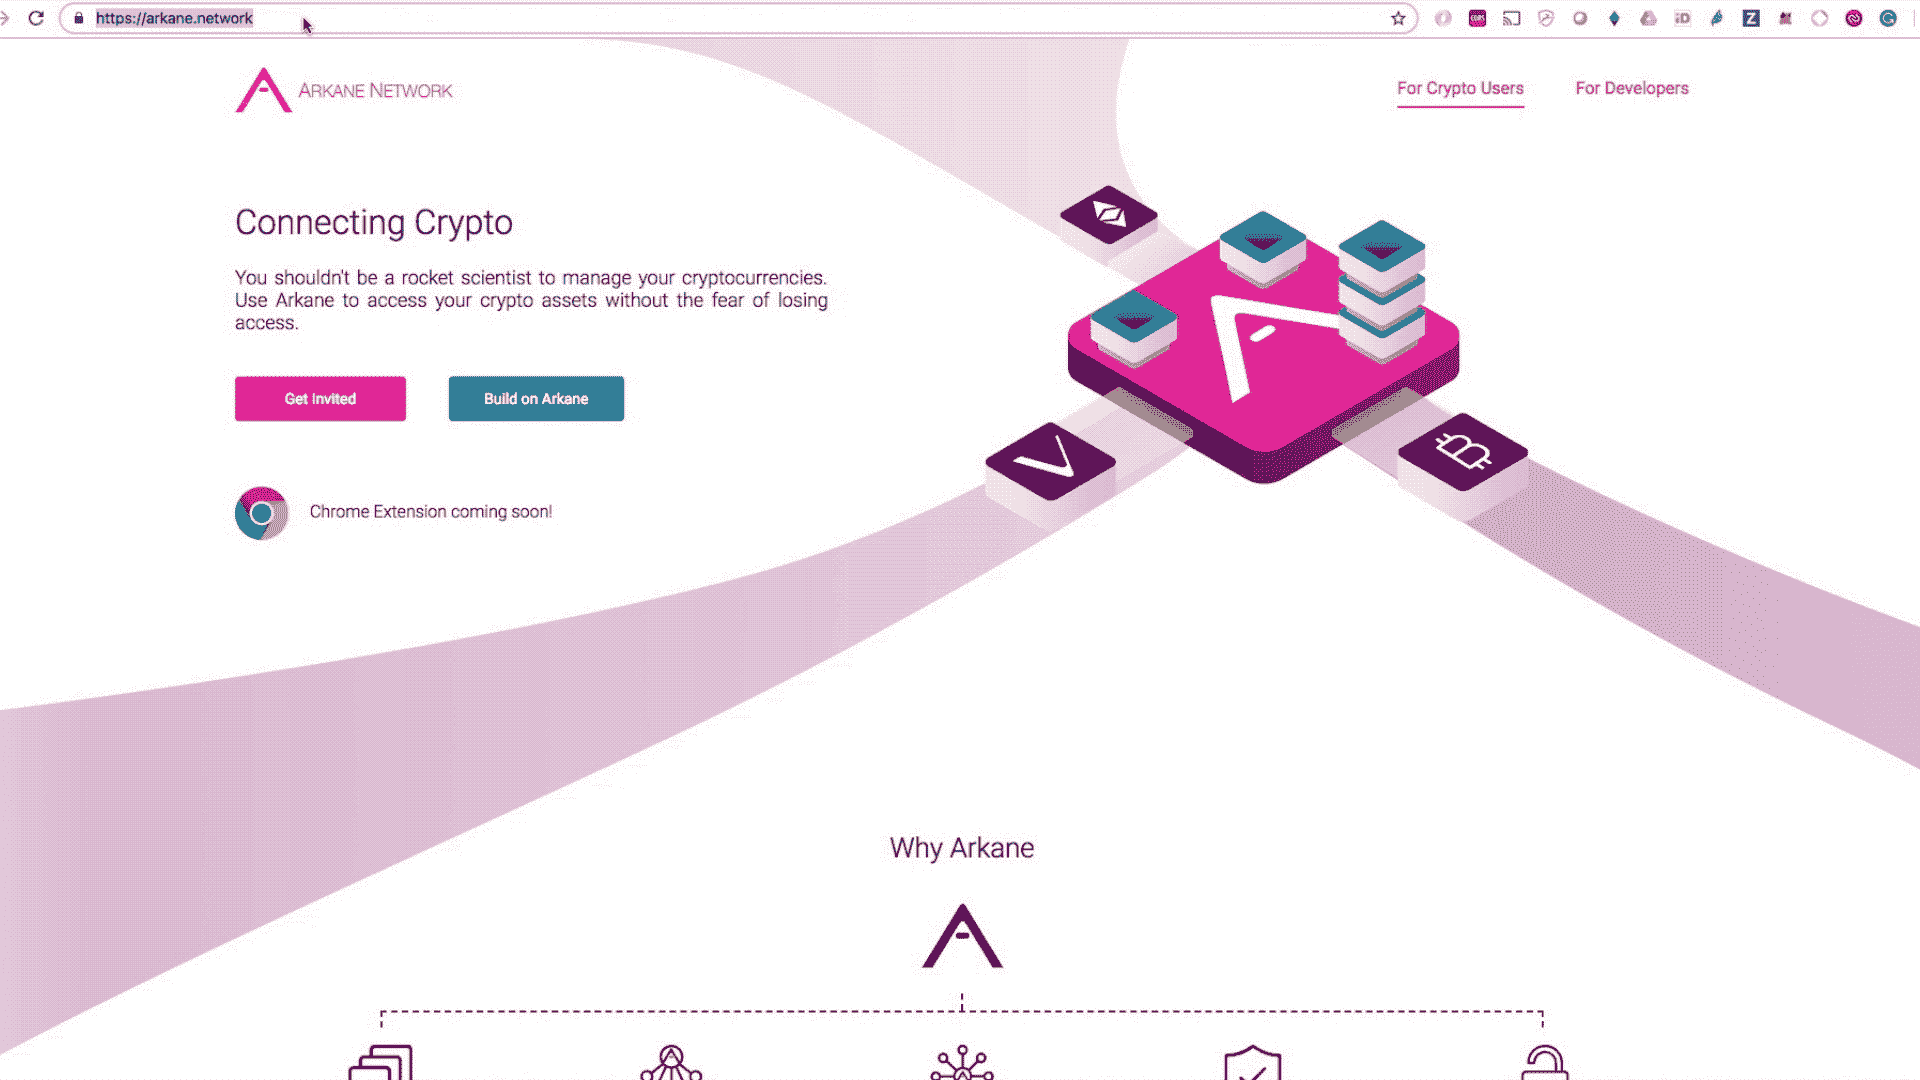 https://arkane.network
ARKANE NETWORK
For Crypto Users
For Developers
Connecting Crypto
You shouldn't be a rocket scientist to manage your cryptocurrencies.
Use Arkane to access your crypto assets without the fear of losing
access.
Get Invited
Build on Arkane
Chrome Extension coming soon!
Why Arkane